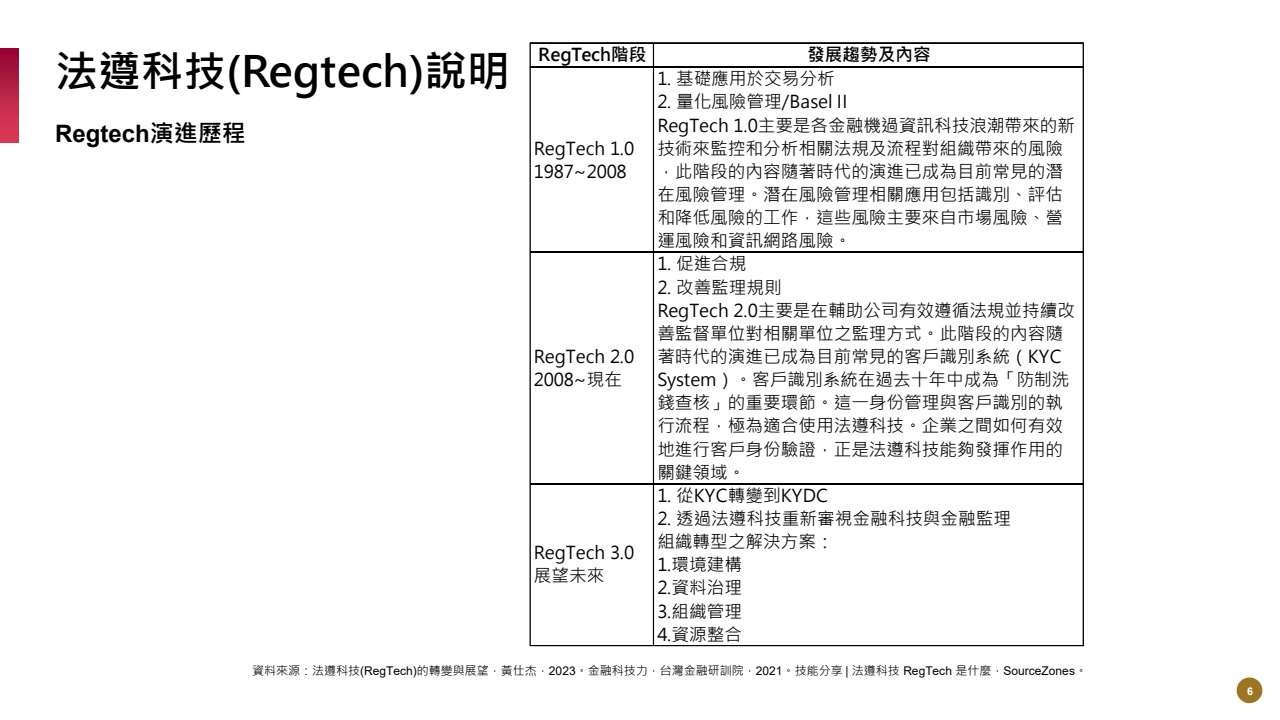 法遵科技(Regtech)說明
Regtech演進歷程
RegTech階段
發展趨勢及內容
RegTech 1.0
1987~2008
1. 基礎應用於交易分析
2. 量化風險管理/Basel II
RegTech 1.0主要是各金融機過資訊科技浪潮帶來的新
技術來監控和分析相關法規及流程對組織帶來的風險
，此階段的內容隨著時代的演進已成為目前常見的潛
在風險管理。潛在風險管理相關應用包括識別、評估
和降低風險的工作，這些風險主要來自市場風險、營
運風險和資訊網路風險。
RegTech 2.0
2008~現在
1. 促進合規
2. 改善監理規則
RegTech 2.0主要是在輔助公司有效遵循法規並持續改
善監督單位對相關單位之監理方式。此階段的內容隨
著時代的演進已成為目前常見的客戶識別系統（KYC
System）。客戶識別系統在過去十年中成為「防制洗
錢查核」的重要環節。這一身份管理與客戶識別的執
行流程，極為適合使用法遵科技。企業之間如何有效
地進行客戶身份驗證，正是法遵科技能夠發揮作用的
關鍵領域。
RegTech 3.0
展望未來
1. 從KYC轉變到KYDC
2. 透過法遵科技重新審視金融科技與金融監理
組織轉型之解決方案：
1.環境建構
2.資料治理
3.組織管理
4.資源整合
資料來源：法遵科技(RegTech)的轉變與展望，黃仕杰，2023。金融科技力，台灣金融研訓院，2021。技能分享 | 法遵科技 RegTech 是什麼，SourceZones。
6